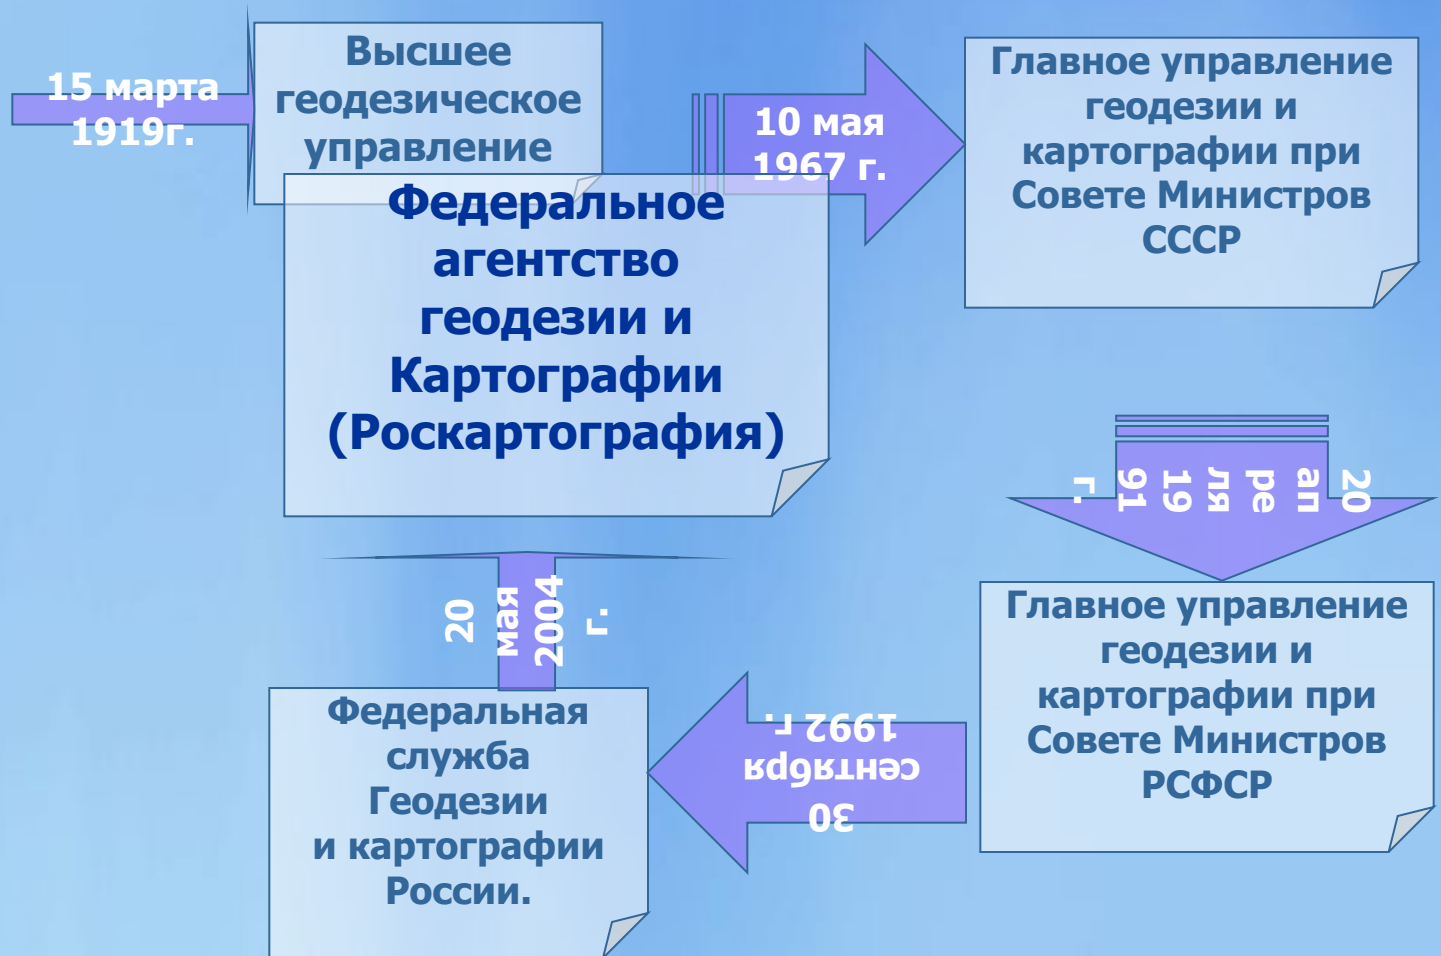 15 марта
1919г.
Высшее
геодезическое
управление
10 мая
1967 г.
Главное управление
геодезии и
картографии при
Совете Министров
СССР
20
ап
ре
ля
19
91
г.
Главное управление
геодезии и
картографии при
Совете Министров
РСФСР
30
сентября
1992 г.
Федеральная
служба
Геодезии
и картографии
России.
20
мая
2004
г.
Федеральное
агентство
геодезии и
Картографии
(Роскартография)